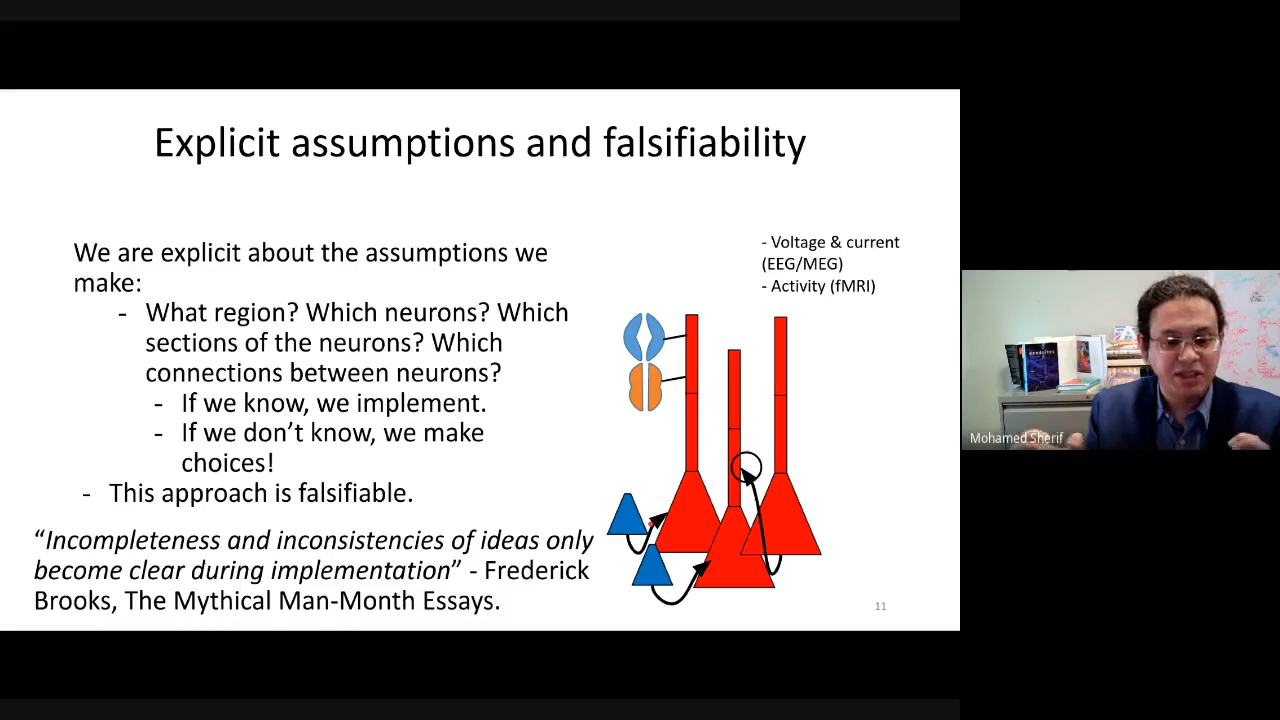 Explicit assumptions and falsifiability
We are explicit about the assumptions we
make:
- What region? Which neurons? Which
sections of the neurons? Which
connections between neurons?
- If we know, we implement.
- If we don’t know, we make
choices!
- This approach is falsifiable.
“Incompleteness and inconsistencies of ideas only
become clear during implementation” - Frederick
Brooks, The Mythical Man-Month Essays.
- Voltage & current
(EEG/MEG)
- Activity (fMRI)
11
dendrites
Mohamed Sherif